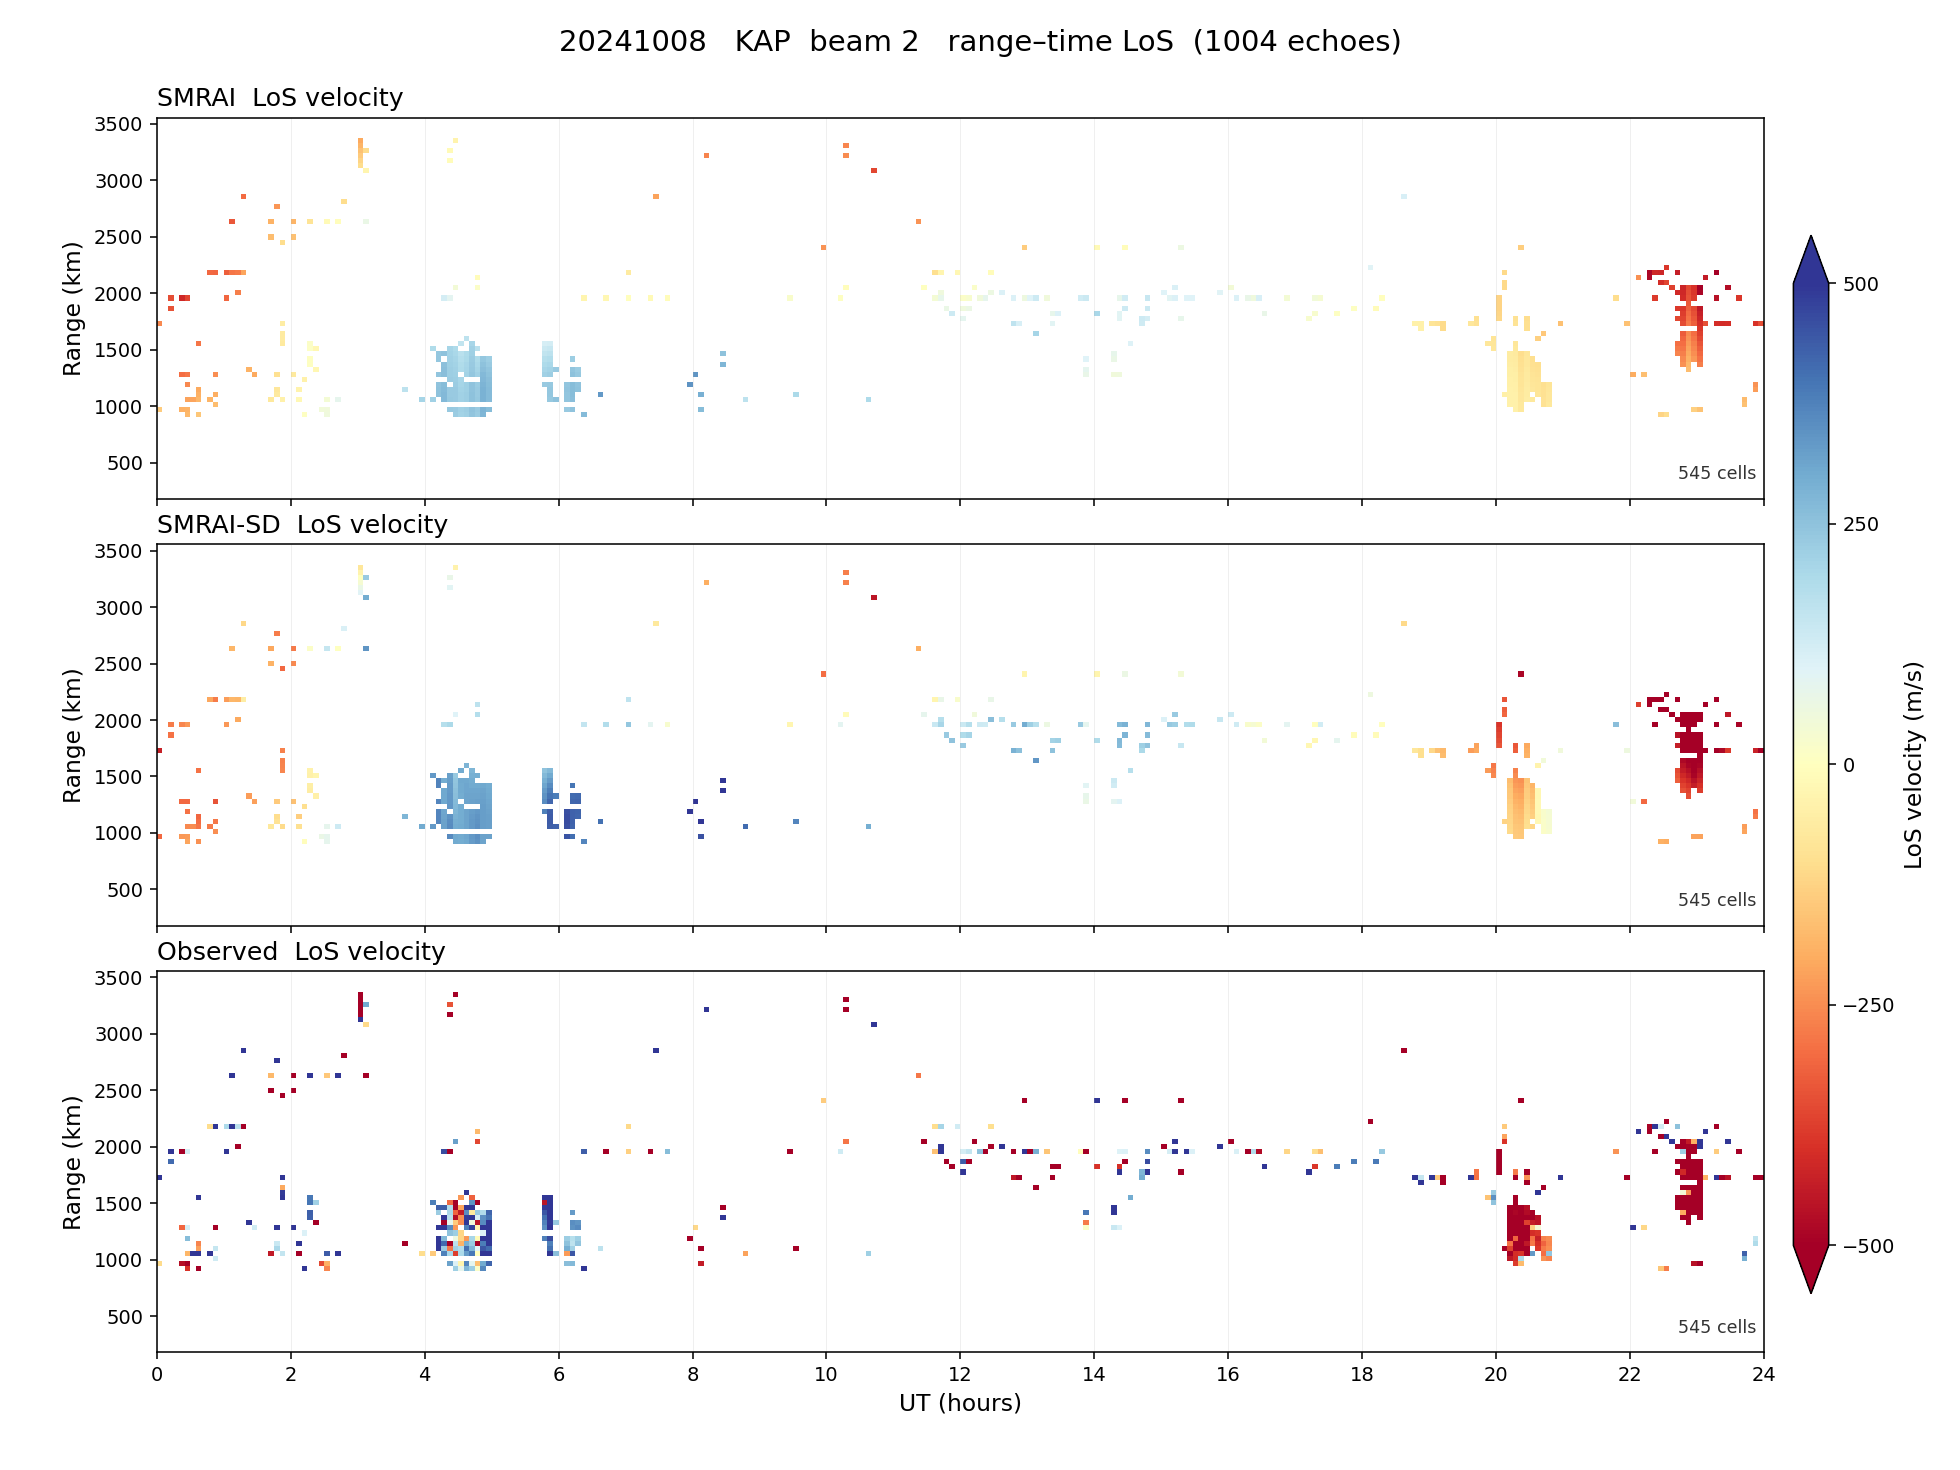 20241008   KAP  beam 2   range–time LoS  (1004 echoes)
SMRAI  LoS velocity
3500
3000
2500
2000
1500
1000
500
Range (km)
545 cells
SMRAI-SD  LoS velocity
3500
3000
2500
2000
1500
1000
500
Range (km)
545 cells
Observed  LoS velocity
3500
3000
2500
2000
1500
1000
500
Range (km)
545 cells
0 2 4 6 8 10 12 14 16 18 20 22 24
UT (hours)
500
250
0
−250
−500
LoS velocity (m/s)